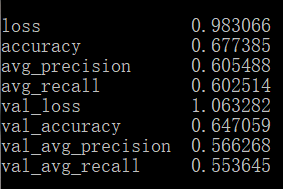 loss 0.983066
accuracy 0.677385
avg_precision 0.605488
avg_recall 0.602514
val_loss 1.063282
val_accuracy 0.647059
val_avg_precision 0.566268
val_avg_recall 0.553645